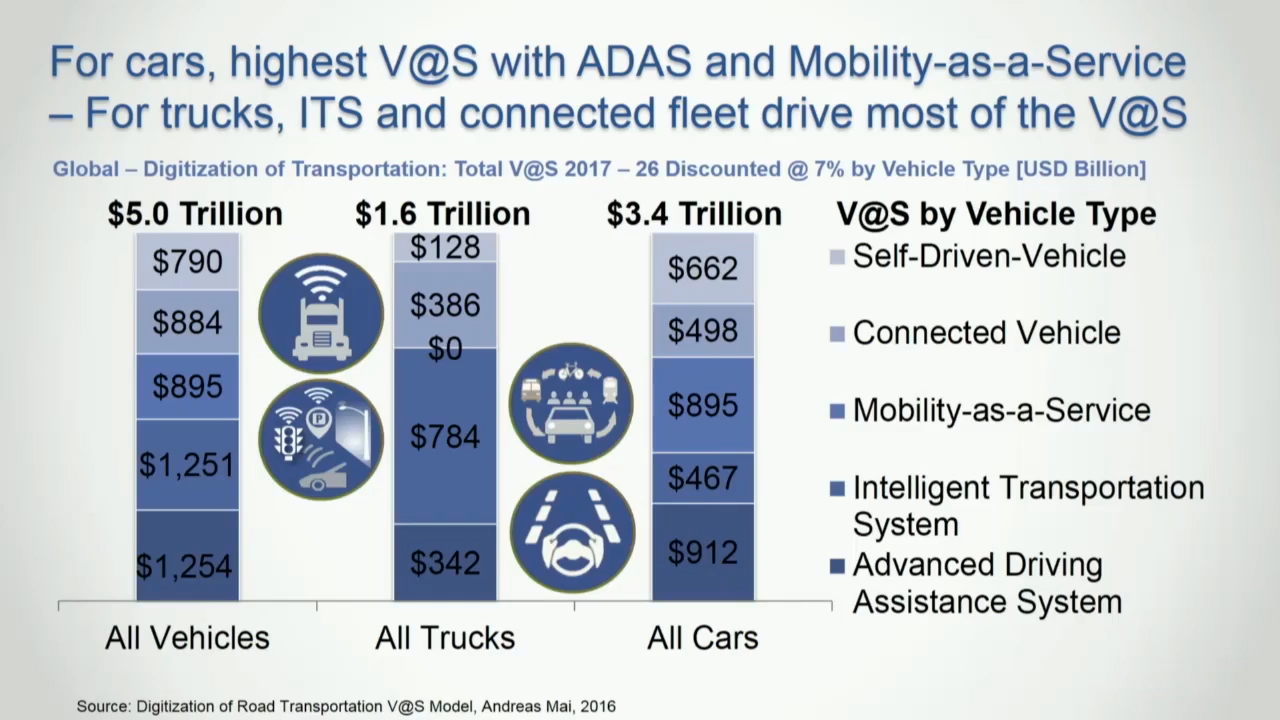 For cars, highest V@S with ADAS and Mobility-as-a-Service
– For trucks, ITS and connected fleet drive most of the V@S
Global – Digitization of Transportation: Total V@S 2017 – 26 Discounted @ 7% by Vehicle Type [USD Billion]
$5.0 Trillion
$790
$884
$895
$1,251
$1,254
All Vehicles
$1.6 Trillion
$128
$386
$0
$784
$342
All Trucks
P
$3.4 Trillion
$662
$498
$895
$467
$912
All Cars
V@S by Vehicle Type
Self-Driven-Vehicle
Connected Vehicle
Mobility-as-a-Service
Intelligent Transportation
System
Advanced Driving
Assistance System
Source: Digitization of Road Transportation V@S Model, Andreas Mai, 2016